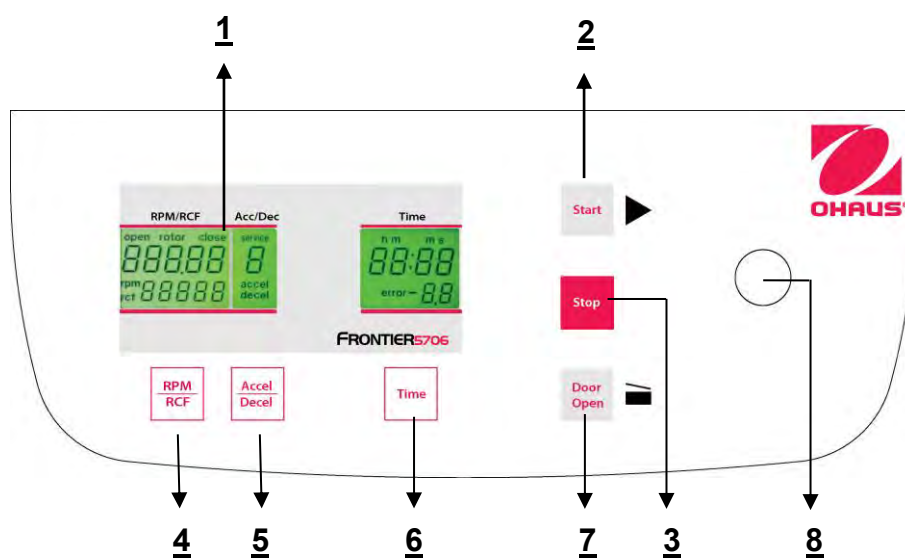 1
2
RPM/RCF Acc/Dec Time
open rotor close service h m m s
888.88 8 88:88
rpm accel
rcf 88888 decel error - 8.8
FRONTIER5706
RPM
RCF
Accel
Decel
Time
Start
Stop
Door
Open
OHAUS®
4 5 6 7 3 8